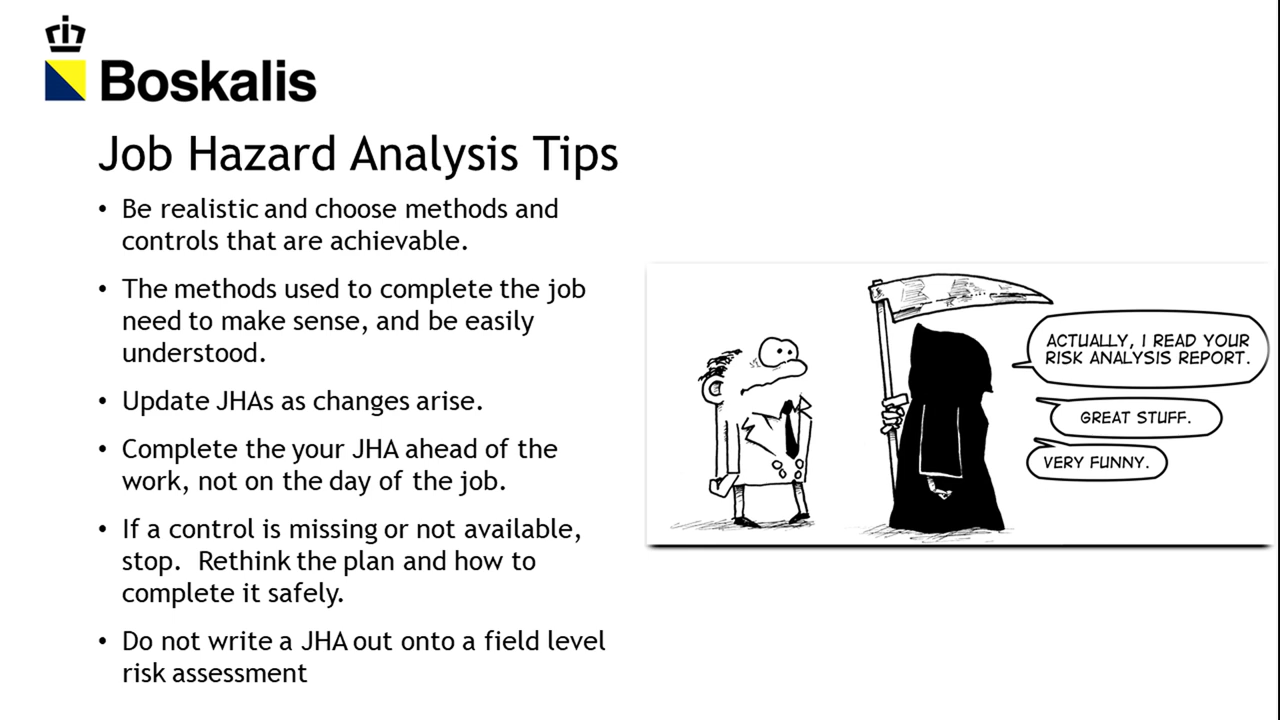 Boskalis
Job Hazard Analysis Tips
• Be realistic and choose methods and
controls that are achievable.
• The methods used to complete the job
need to make sense, and be easily
understood.
• Update JHAs as changes arise.
• Complete the your JHA ahead of the
work, not on the day of the job.
• If a control is missing or not available,
stop.  Rethink the plan and how to
complete it safely.
• Do not write a JHA out onto a field level
risk assessment
ACTUALLY, I READ YOUR
RISK ANALYSIS REPORT.
GREAT STUFF.
VERY FUNNY.